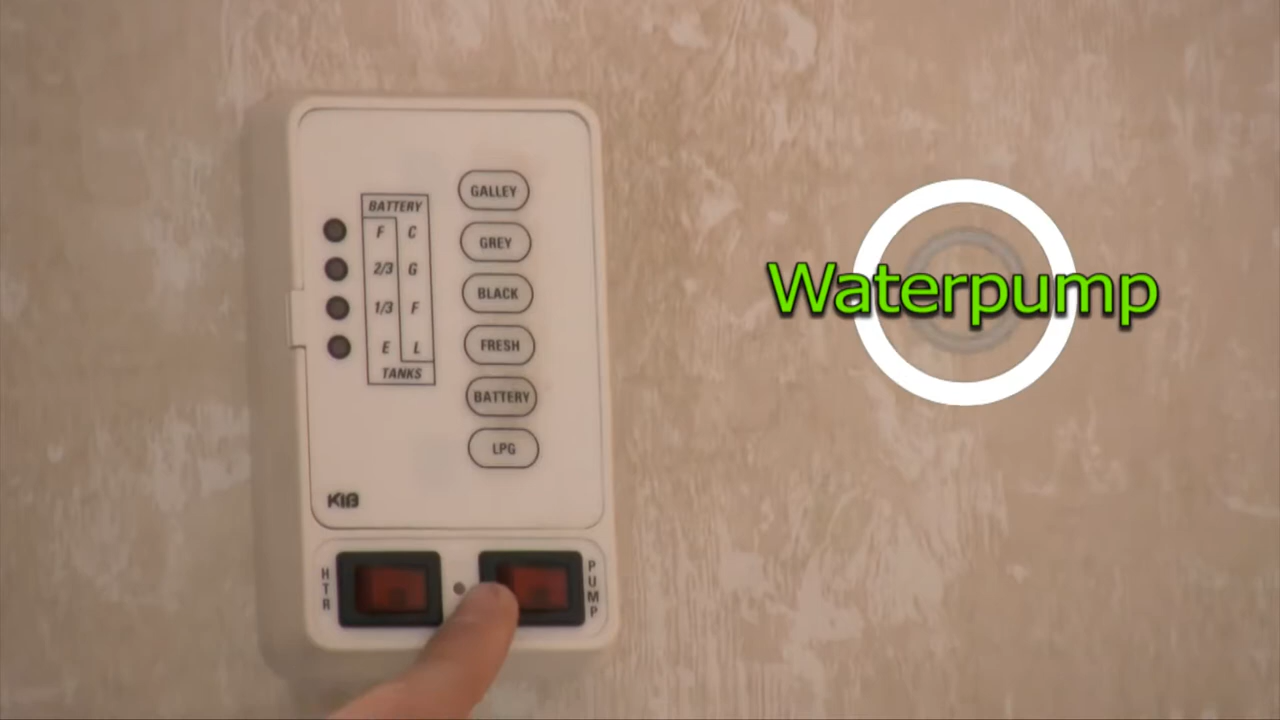 BATTERY
F C
2/3 G
1/3 F
E L
TANKS
GALLEY
GREY
BLACK
FRESH
BATTERY
LPG
KIB
HTR
PUMP
Waterpump